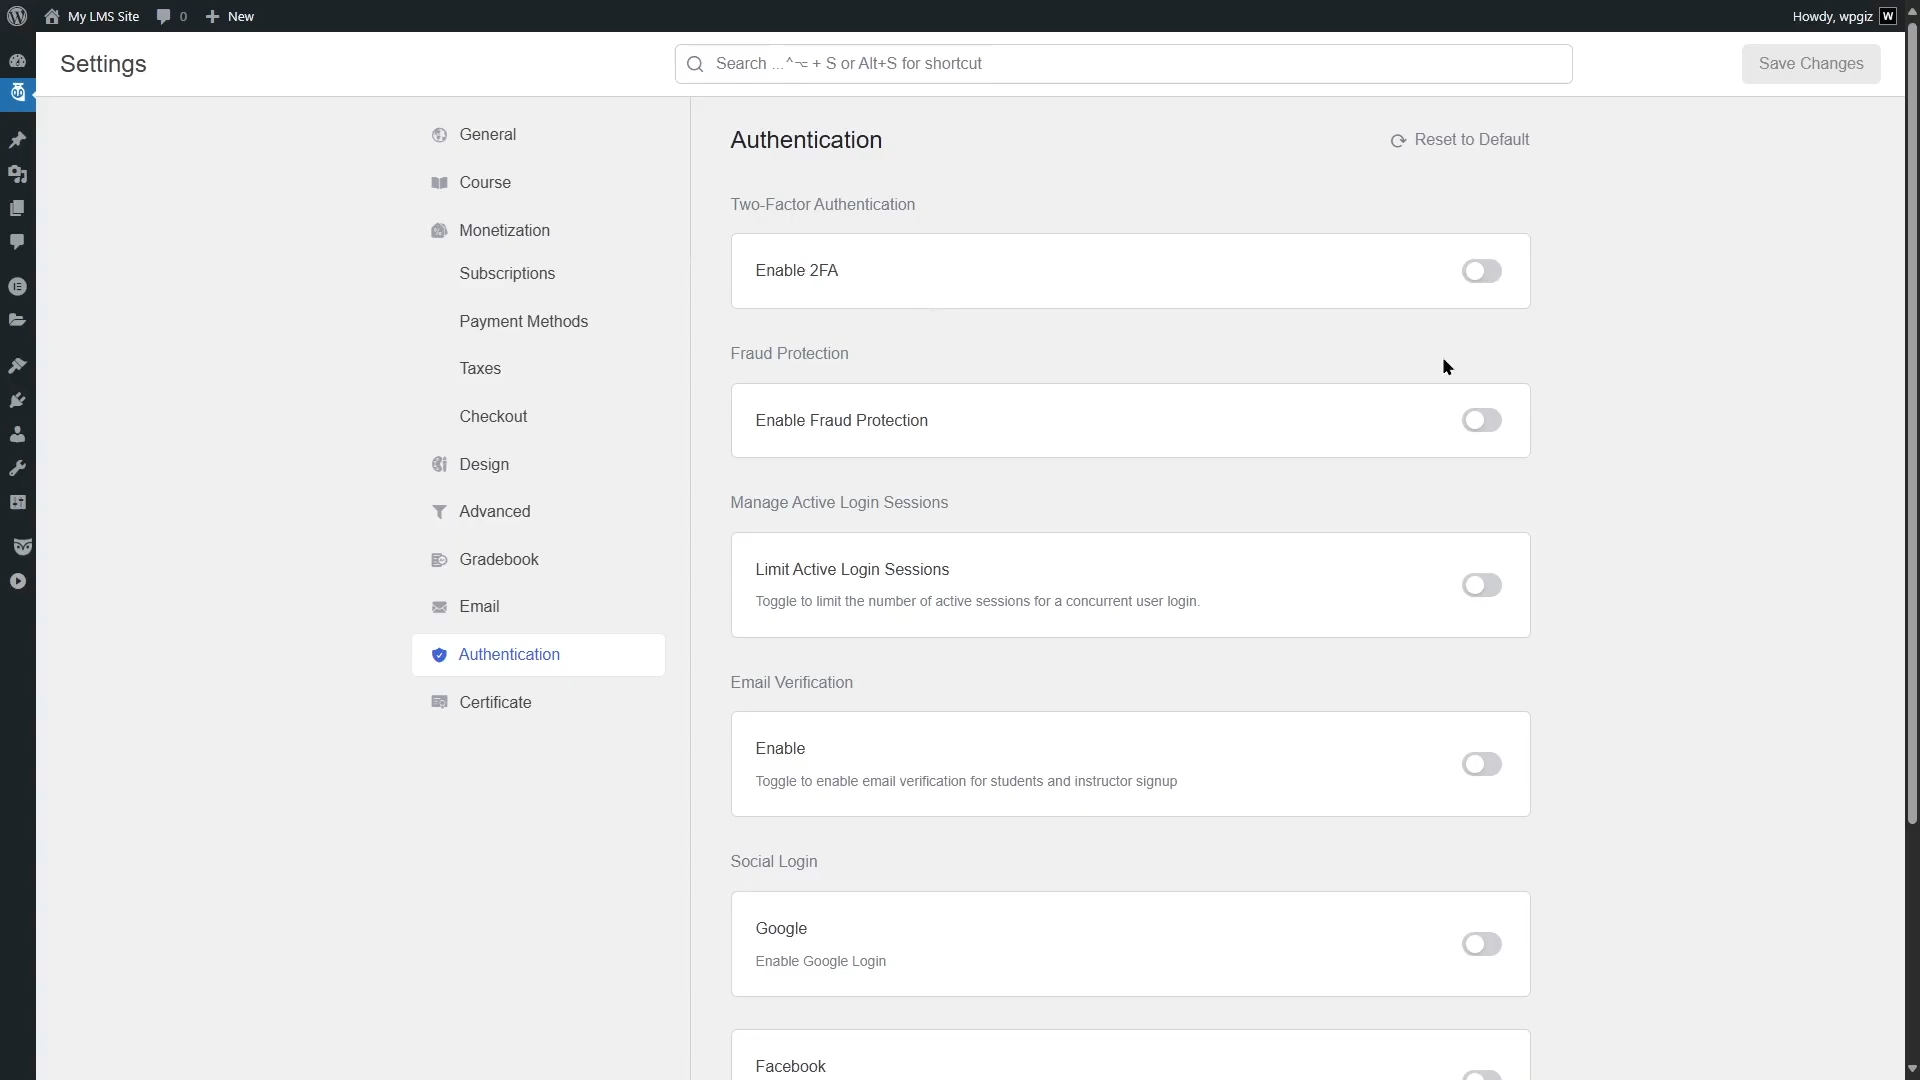 My LMS Site
0
New
Howdy, wpgiz
W
Settings
Search ...^⌥ + S or Alt+S for shortcut
Save Changes
General
Course
Monetization
Subscriptions
Payment Methods
Taxes
Checkout
Design
Advanced
Gradebook
Email
Authentication
Certificate
Authentication
Reset to Default
Two-Factor Authentication
Enable 2FA
Fraud Protection
Enable Fraud Protection
Manage Active Login Sessions
Limit Active Login Sessions
Toggle to limit the number of active sessions for a concurrent user login.
Email Verification
Enable
Toggle to enable email verification for students and instructor signup
Social Login
Google
Enable Google Login
Facebook